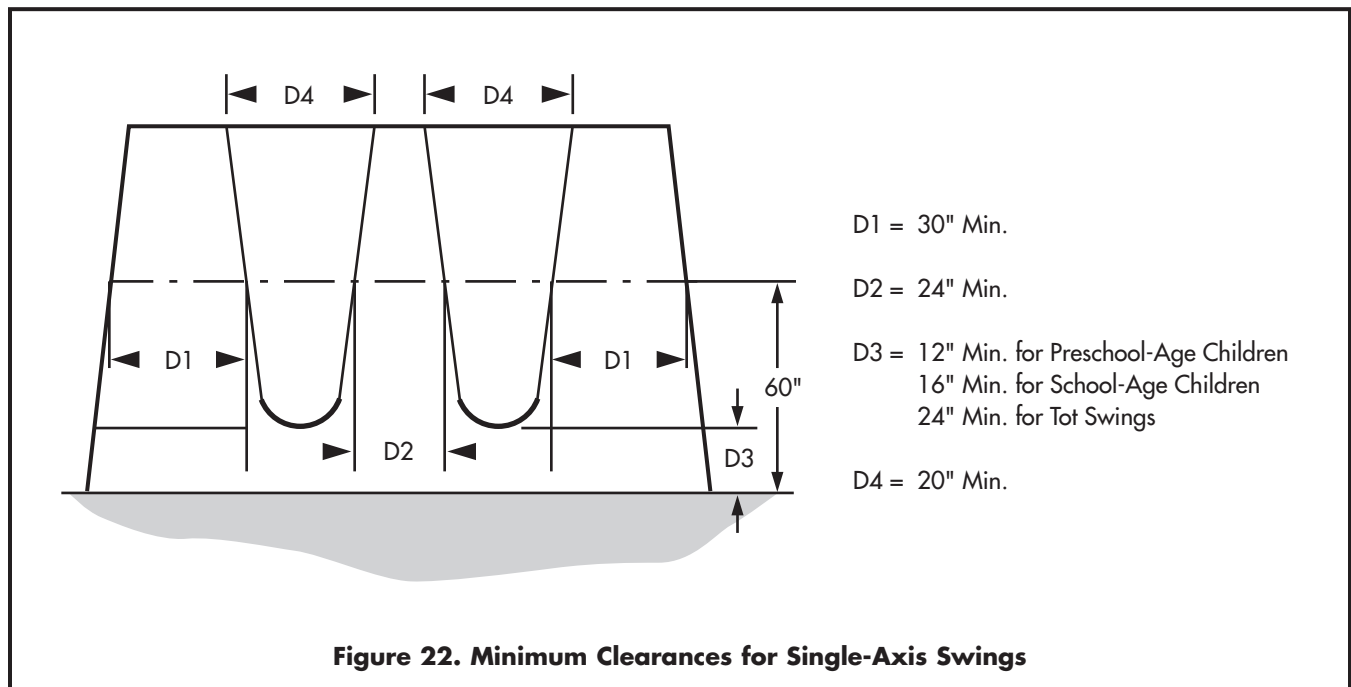 D4 D4
D1 = 30" Min.
D2 = 24" Min.
D1 D1
D3 = 12" Min. for Preschool-Age Children
16" Min. for School-Age Children
60"
24" Min. for Tot Swings
D2
D3
D4 = 20" Min.
Figure 22. Minimum Clearances for Single-Axis Swings